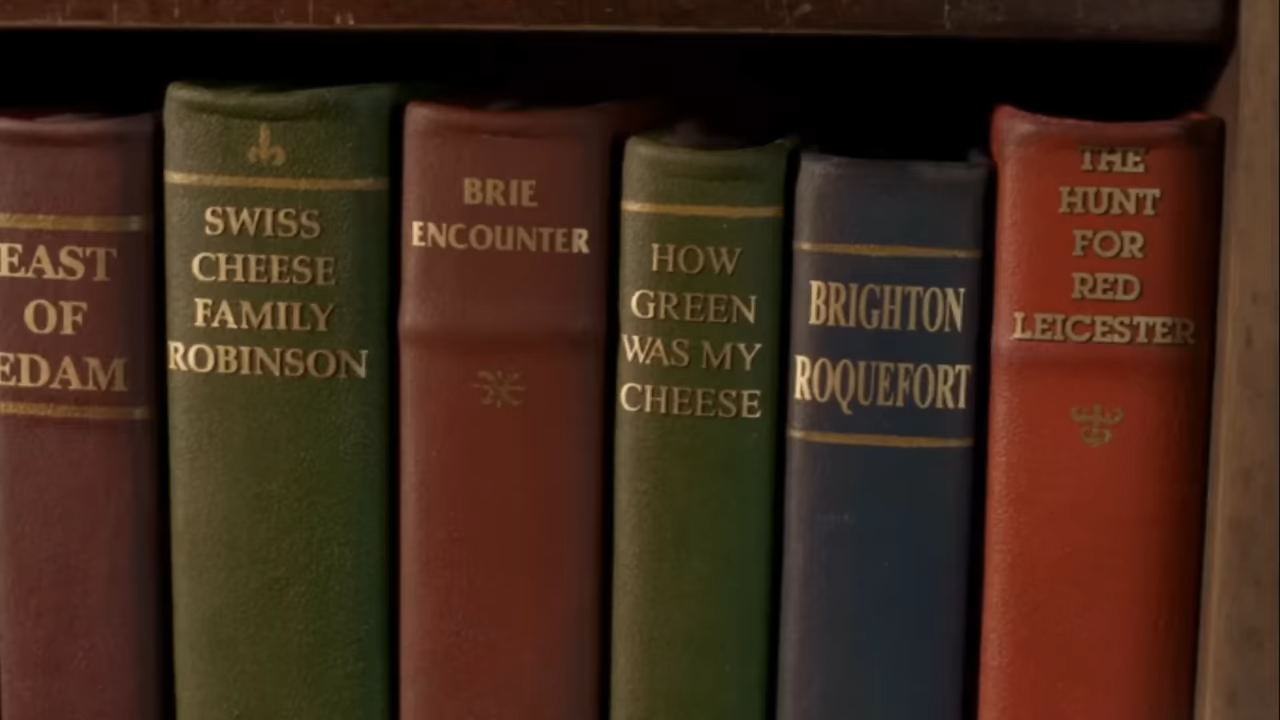 EAST
OF
EDAM
SWISS
CHEESE
FAMILY
ROBINSON
BRIE
ENCOUNTER
HOW
GREEN
WAS MY
CHEESE
BRIGHTON
ROQUEFORT
THE
HUNT
FOR
RED
LEICESTER